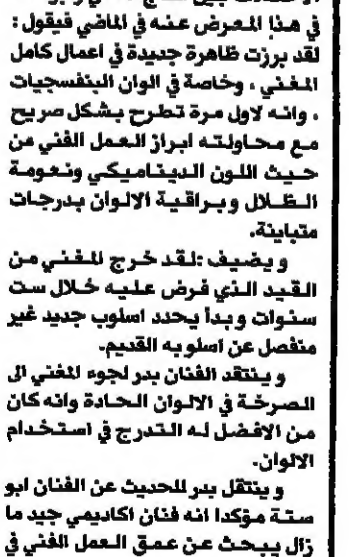 في هذا المعرض عنه في الماضي فيقول :
لقد برزت ظاهرة جديدة في اعمال كامل
المغني ، وخاصة في الوان البنفسجيات
، وانه لاول مرة تطرح بشكل صريح
مع محاولته ابراز العمل الفني من
حيث اللون الديناميكي ونعومة
الظلال وبراقية الالوان بدرجات
متباينة.
ويضيف :لقد خرج المغني من
القيد الذي فرض عليه خلال ست
سنوات وبدأ يحدد اسلوب جديد غير
منفصل عن اسلوبه القديم.
وينتقد الفنان بدر لجوء المغني الى
الصرخة في الالوان الحادة وانه كان
من الافضل له التدرج في استخدام
الالوان.
وينتقل بدر للحديث عن الفنان ابو
ستة مؤكدا انه فنان اكاديمي جيد ما
زال يبحث عن عمق العمل الفني في